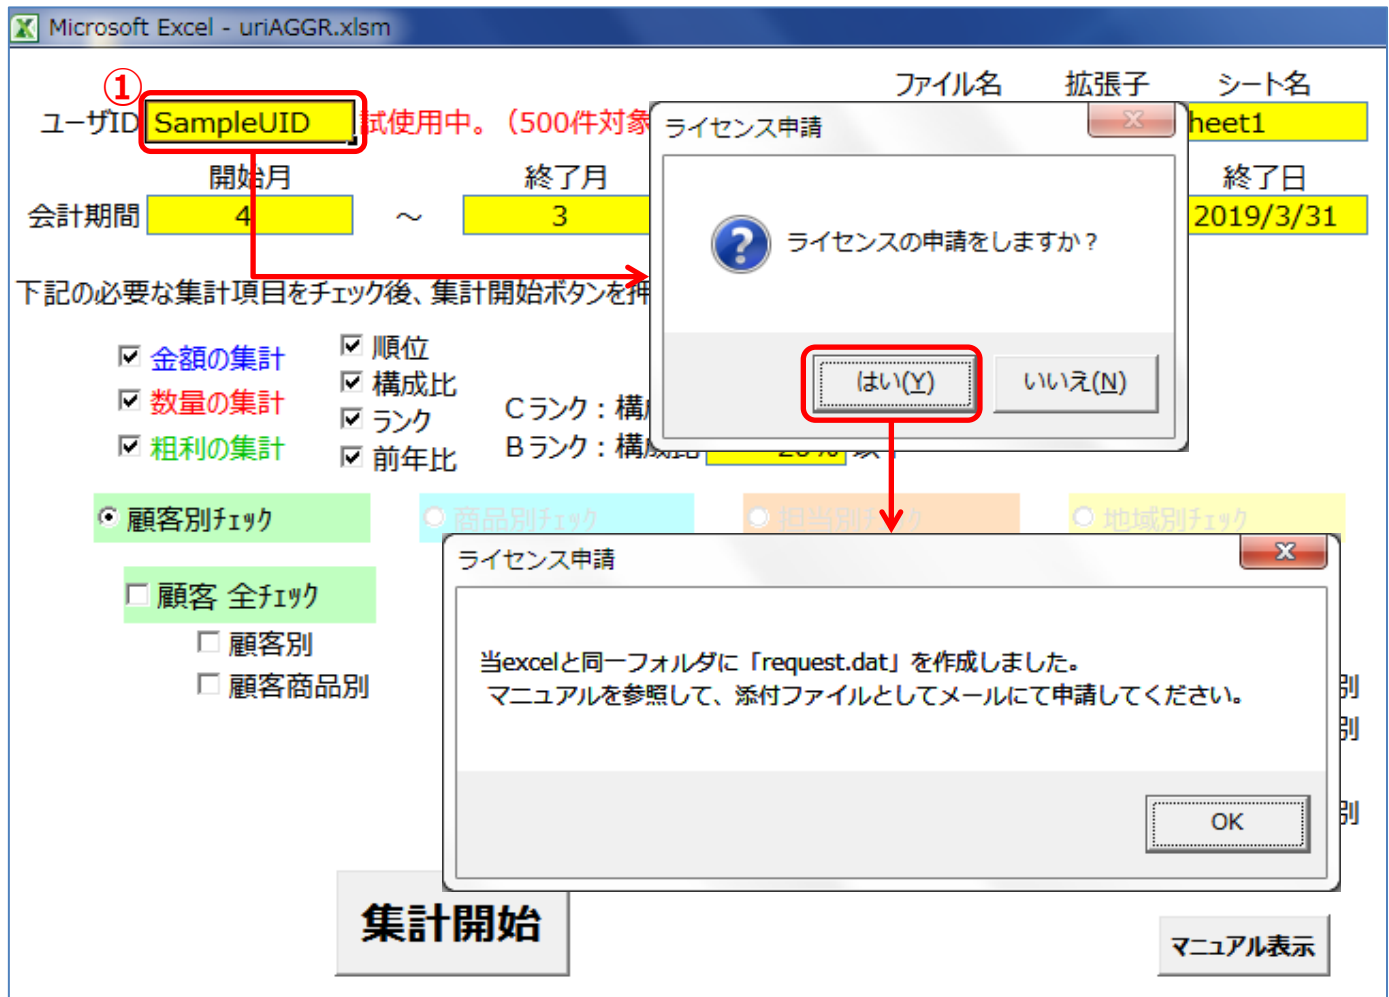 Microsoft Excel - uriAGGR.xlsm
①
ファイル名 拡張子 シート名
ユーザID SampleUID 試使用中。（500件対象
heet1
ライセンス申請
開始月 終了月 終了日
会計期間 4 ～ 3 2019/3/31
ライセンスの申請をしますか？
下記の必要な集計項目をチェック後、集計開始ボタンを押
はい(Y) いいえ(N)
金額の集計 順位
数量の集計 構成比
粗利の集計 ランク
前年比
Cランク：構
Bランク：構成比 20%
顧客別ﾁｪｯｸ 商品別ﾁｪｯｸ 担当別ﾁｪｯｸ 地域別ﾁｪｯｸ
ライセンス申請
顧客 全ﾁｪｯｸ
顧客別
顧客商品別
当excelと同一フォルダに「request.dat」を作成しました。
マニュアルを参照して、添付ファイルとしてメールにて申請してください。
別
別
別
OK
集計開始
マニュアル表示